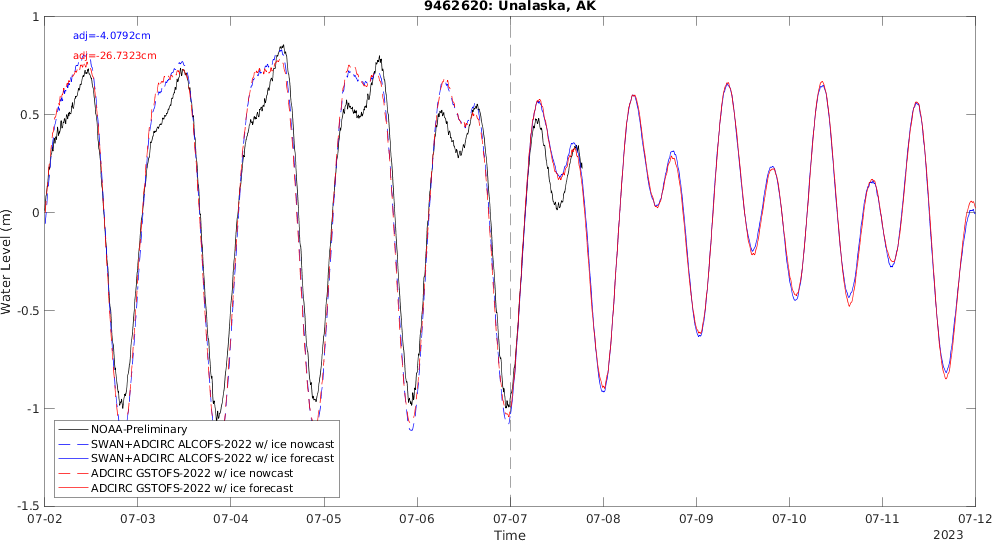 9462620: Unalaska, AK
adj=-4.0792cm
adj=-26.7323cm
Water Level (m)
1
0.5
0
-0.5
-1
-1.5
NOAA-Preliminary
SWAN+ADCIRC ALCOFS-2022 w/ ice nowcast
SWAN+ADCIRC ALCOFS-2022 w/ ice forecast
ADCIRC GSTOFS-2022 w/ ice nowcast
ADCIRC GSTOFS-2022 w/ ice forecast
07-02 07-03 07-04 07-05 07-06 07-07 07-08 07-09 07-10 07-11 07-12
Time
2023